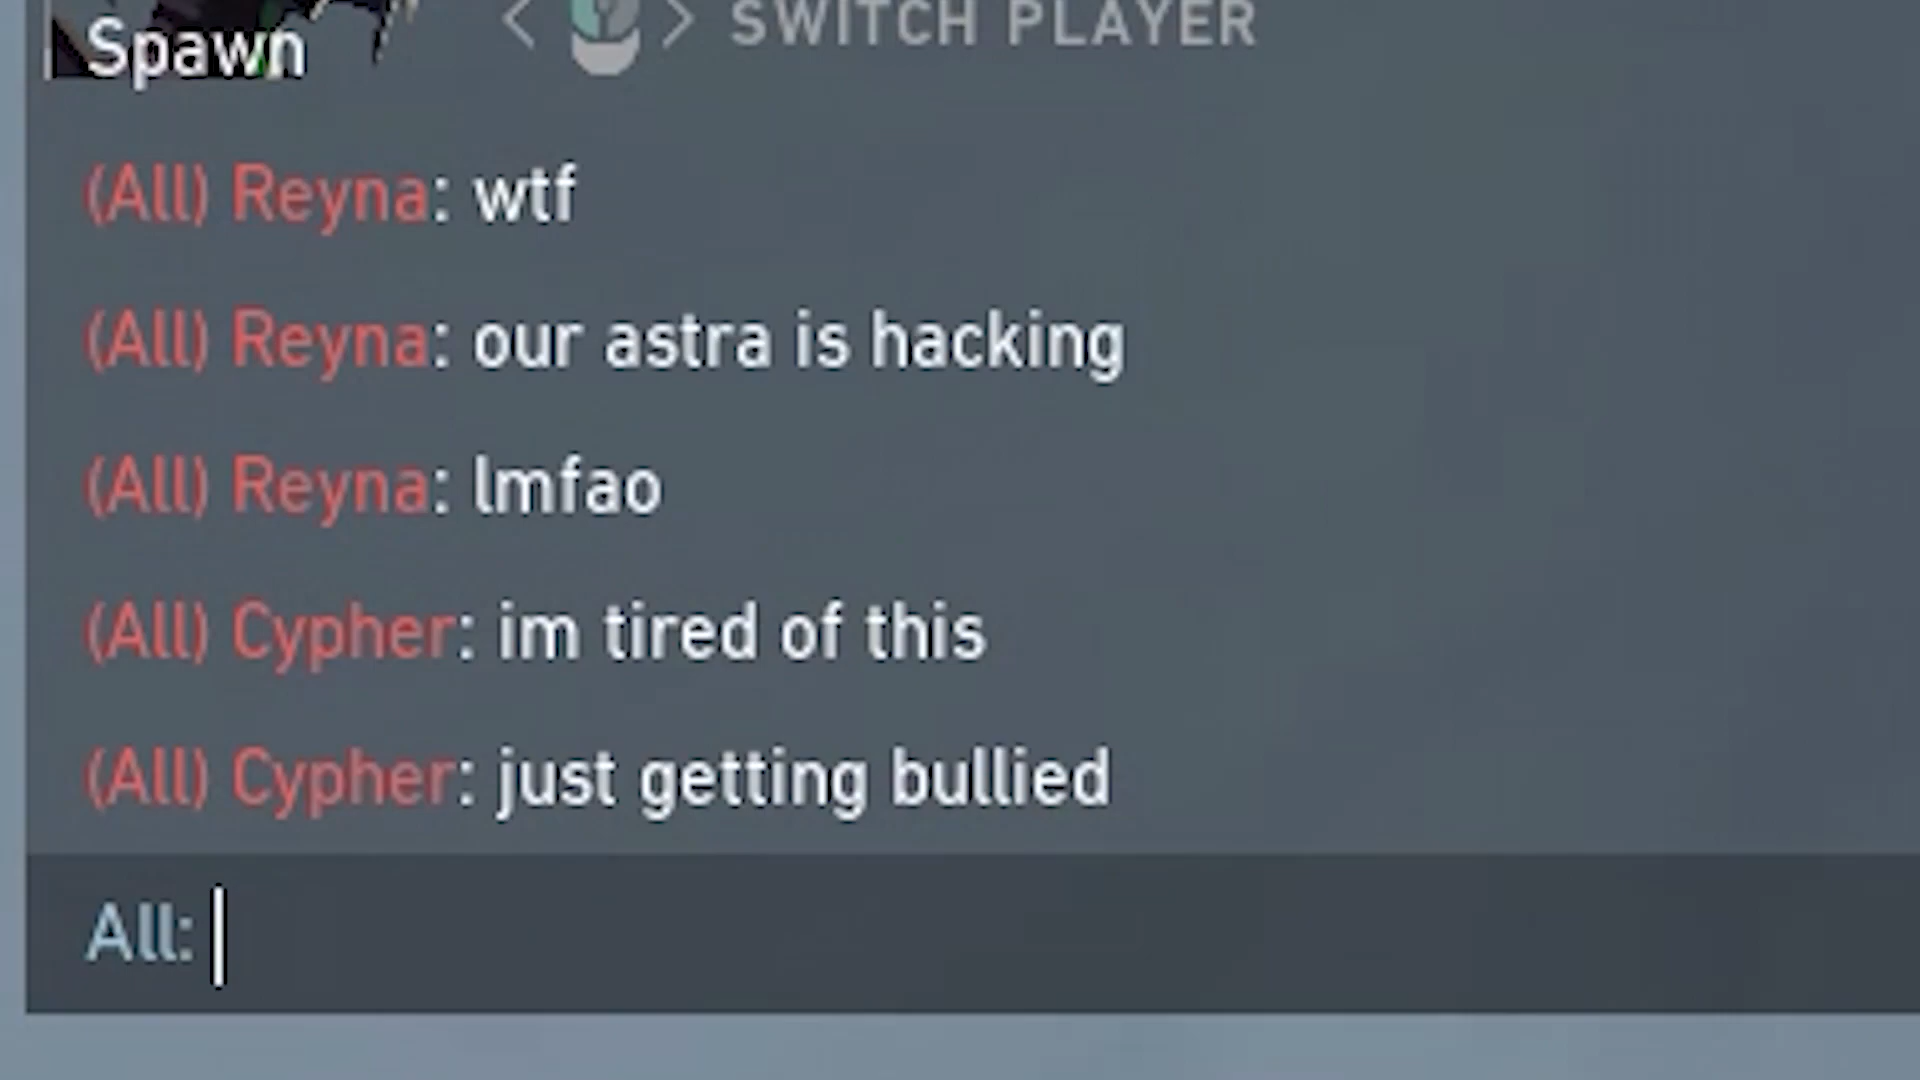 Spawn
< > SWITCH PLAYER
(All) Reyna: wtf
(All) Reyna: our astra is hacking
(All) Reyna: lmfao
(All) Cypher: im tired of this
(All) Cypher: just getting bullied
All: